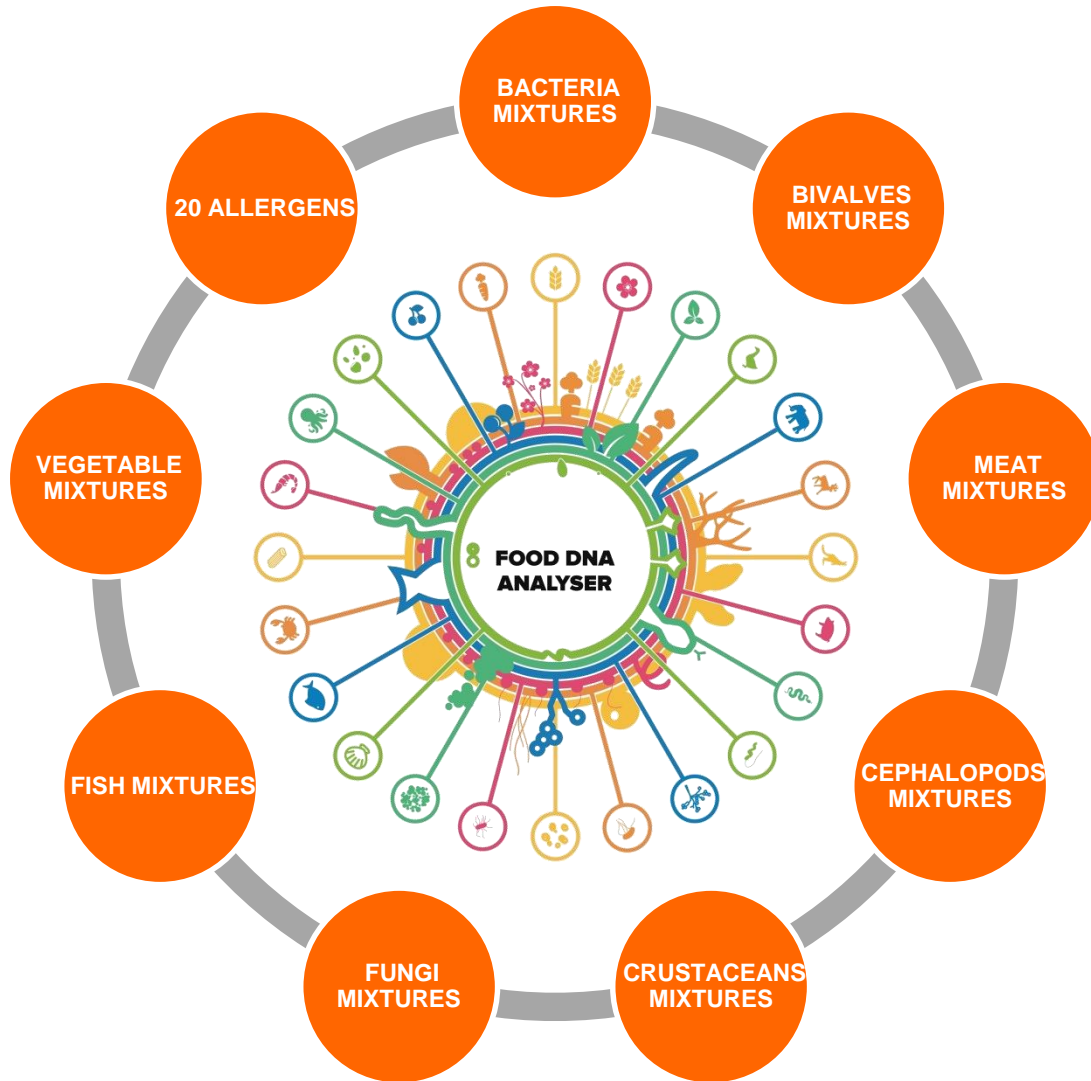 BACTERIA
MIXTURES
BIVALVES
MIXTURES
MEAT
MIXTURES
CEPHALOPODS
MIXTURES
CRUSTACEANS
MIXTURES
FUNGI
MIXTURES
FISH MIXTURES
VEGETABLE
MIXTURES
20 ALLERGENS
FOOD DNA
ANALYSER